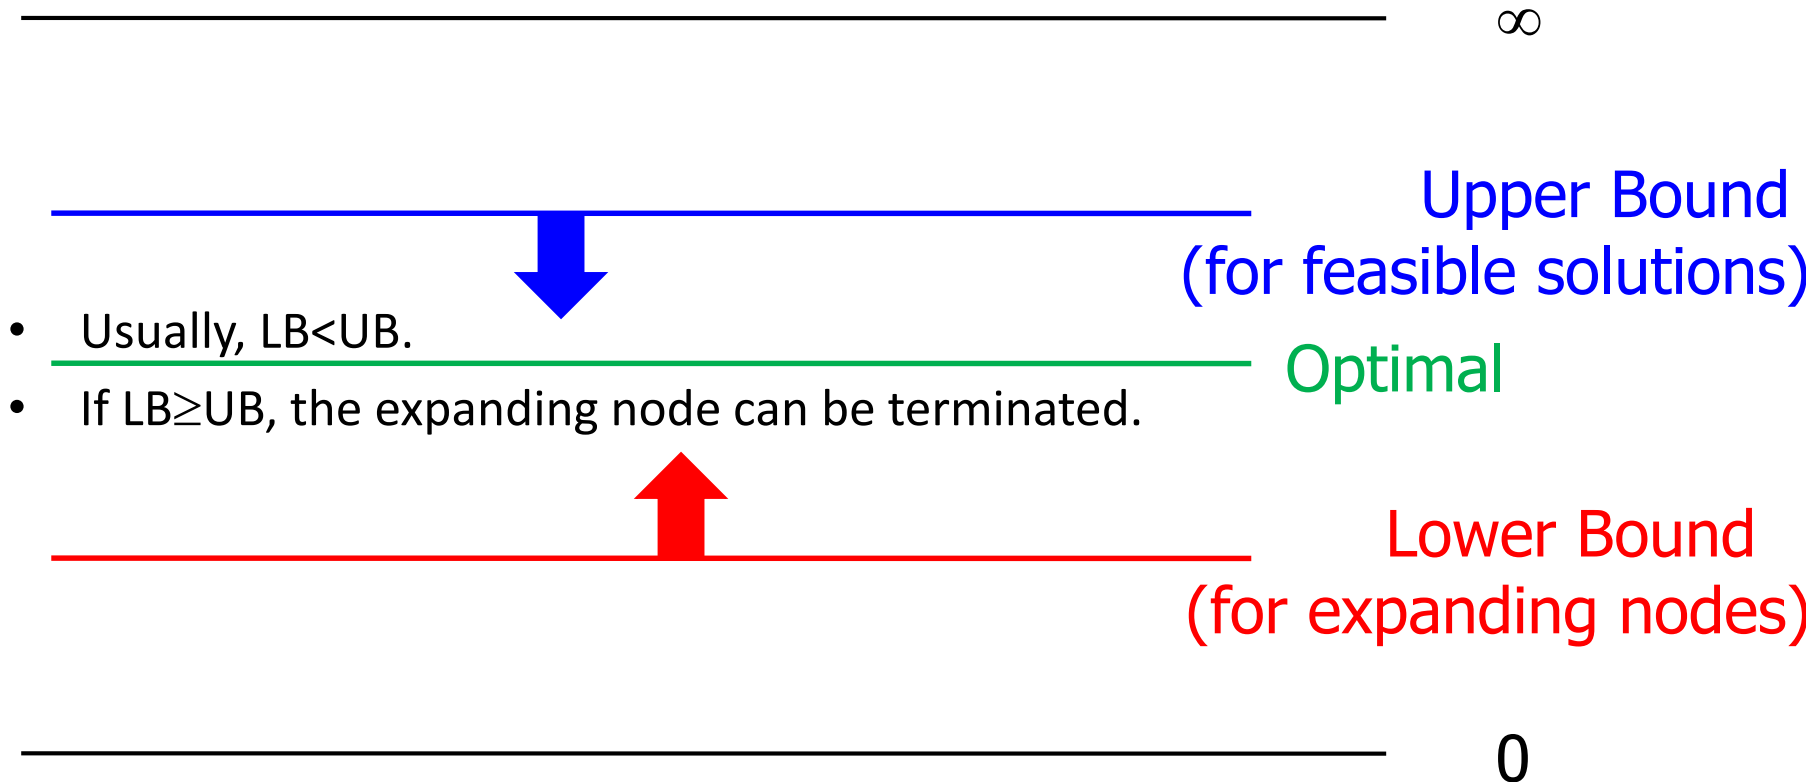 ∞
Upper Bound
(for feasible solutions)
• Usually, LB<UB.
Optimal
• If LB≥UB, the expanding node can be terminated.
Lower Bound
(for expanding nodes)
0